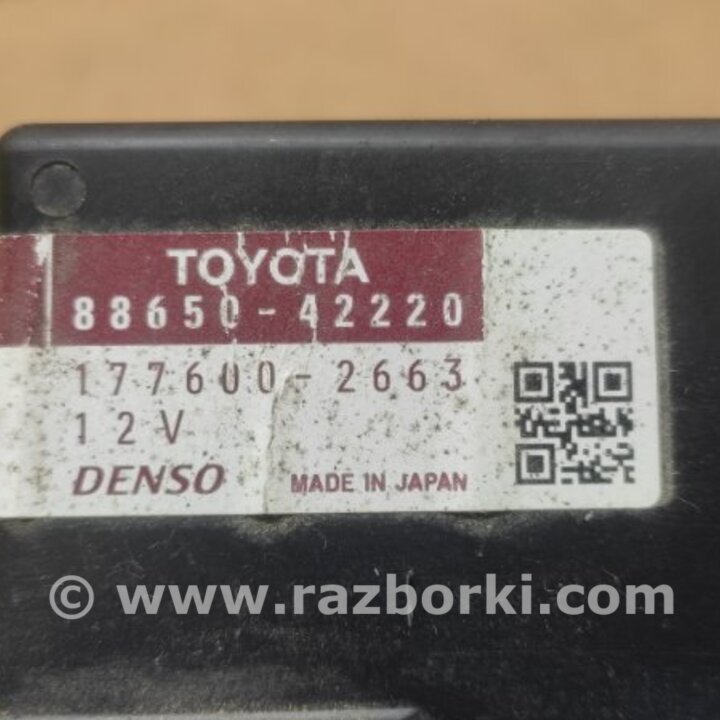 TOYOTA
88650-42220
177600-2663
12V
DENSO MADE IN JAPAN
© www.razborki.com